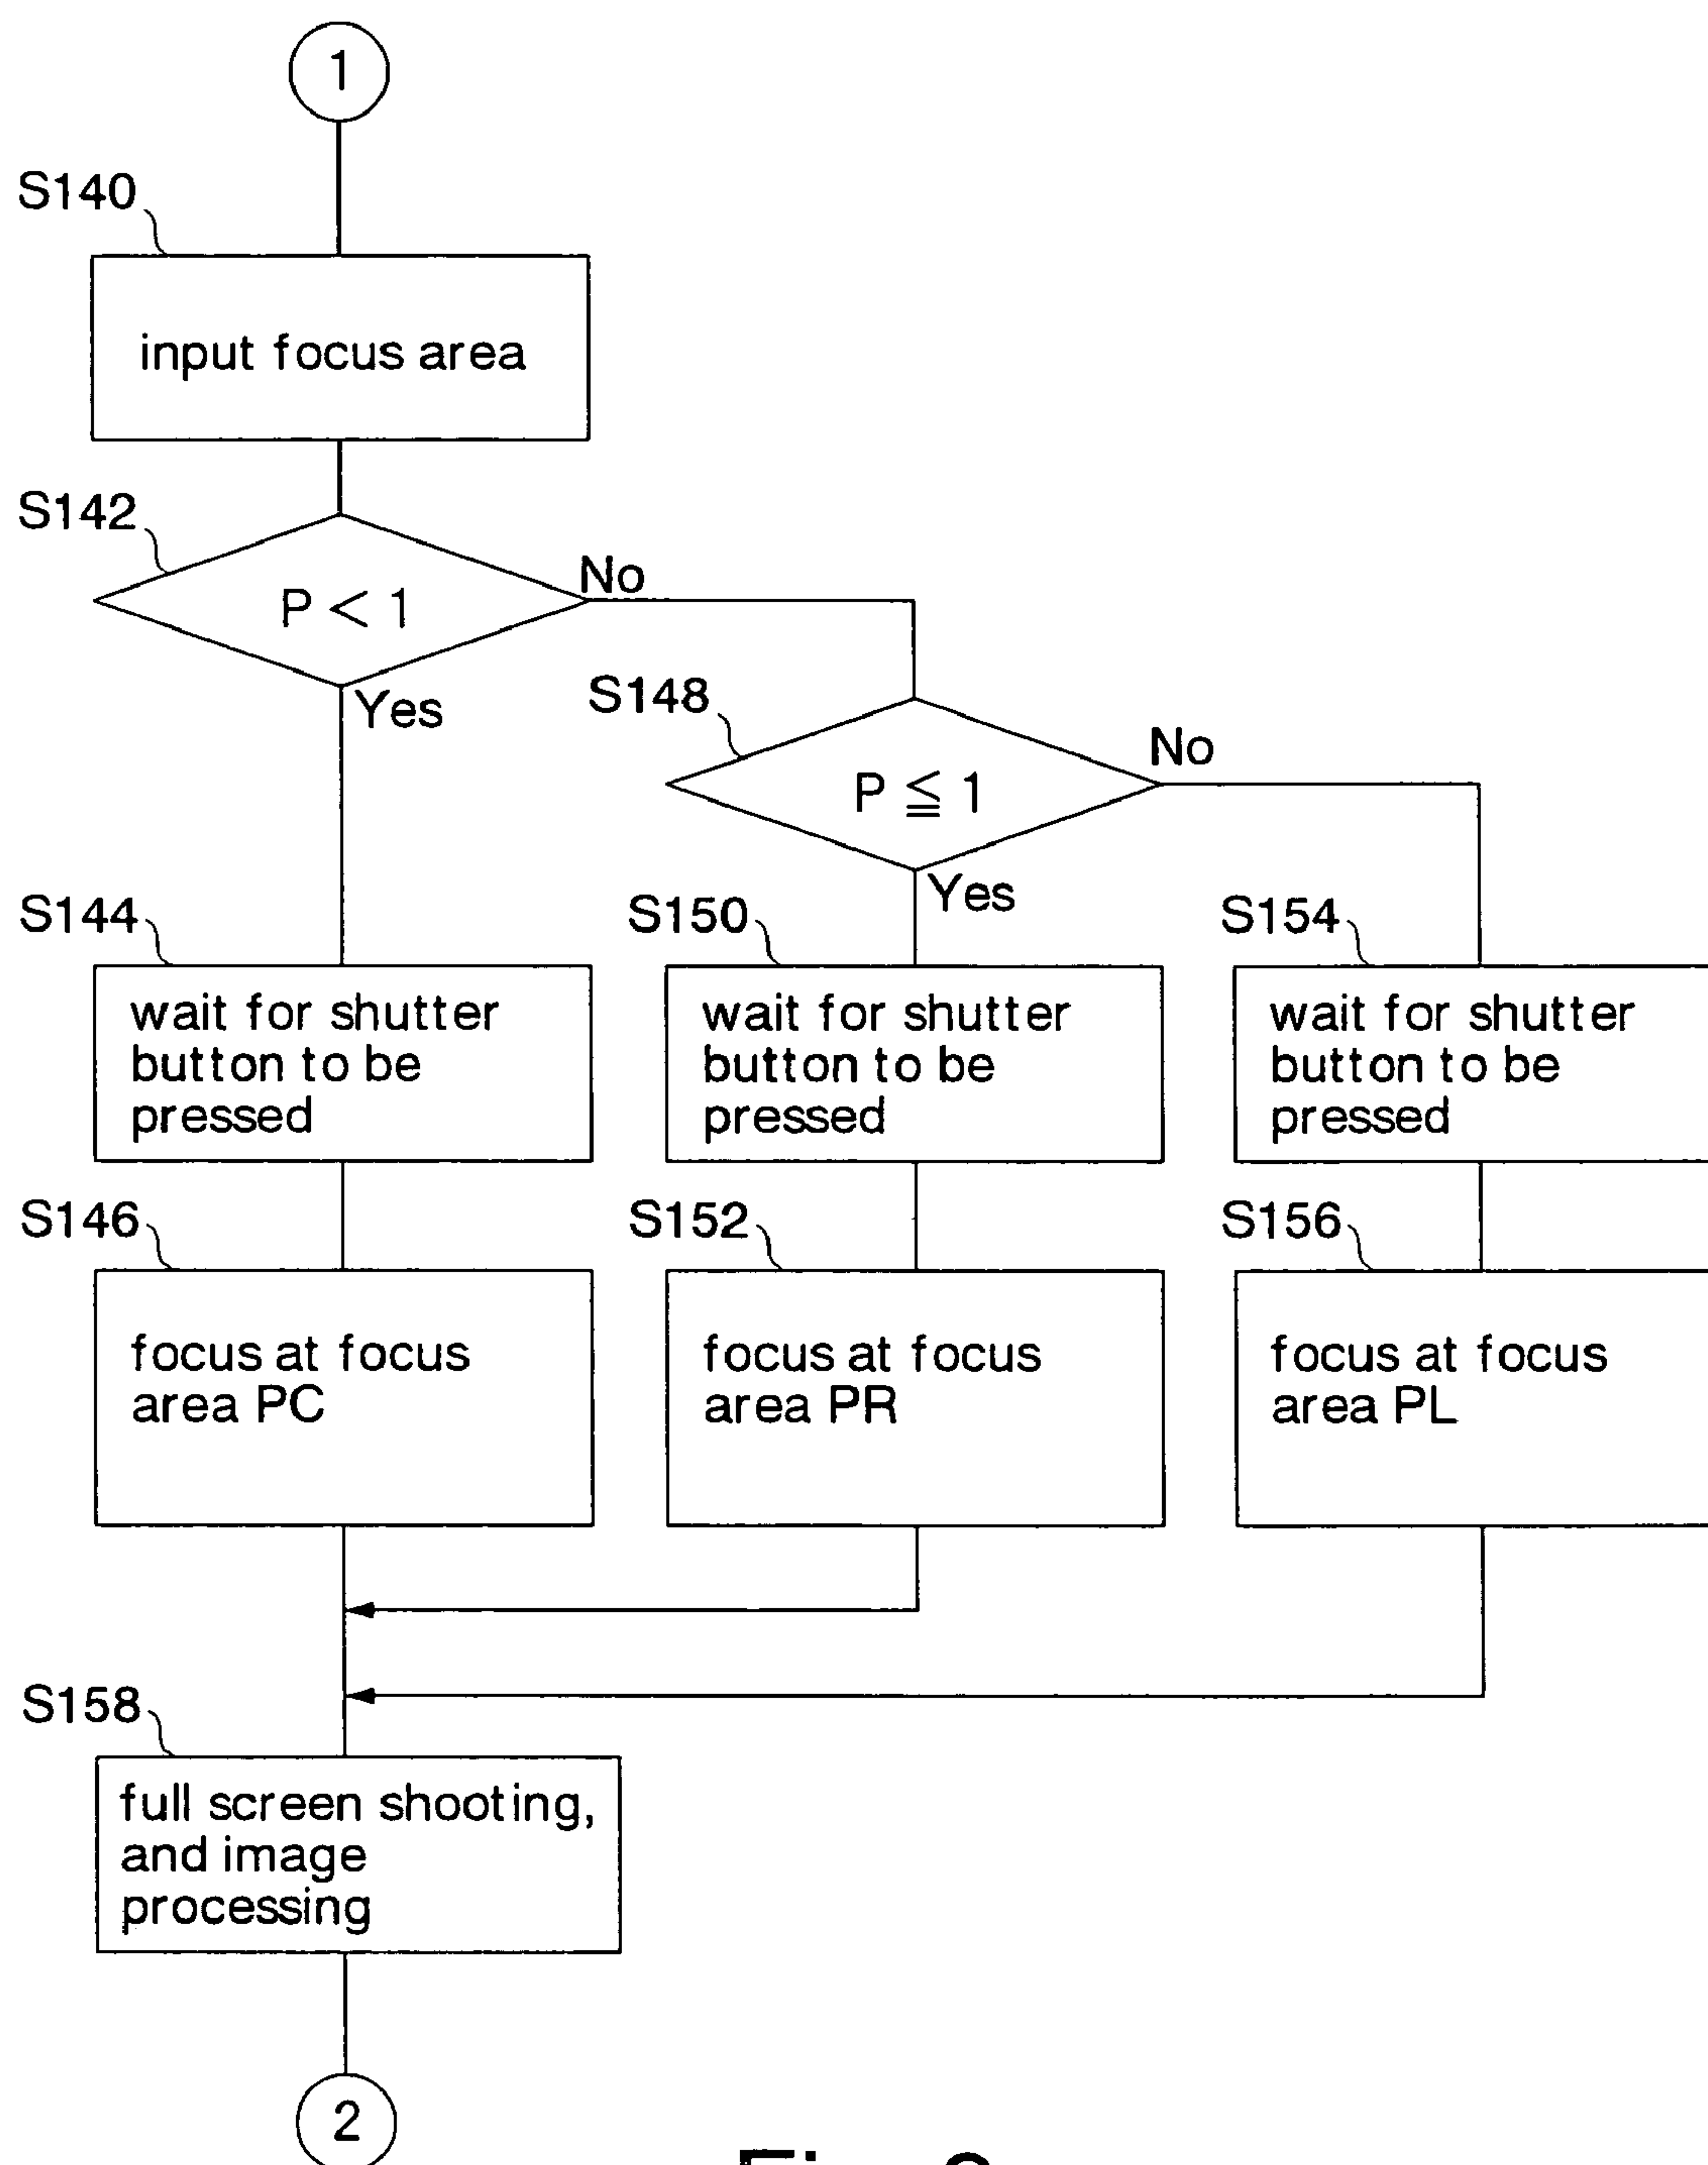 1
S140
input focus area
S142
P < 1
No
Yes
S148
P ≦ 1
No
Yes
S144
wait for shutter
button to be
pressed
S150
wait for shutter
button to be
pressed
S154
wait for shutter
button to be
pressed
S146
focus at focus
area PC
S152
focus at focus
area PR
S156
focus at focus
area PL
S158
full screen shooting,
and image
processing
2